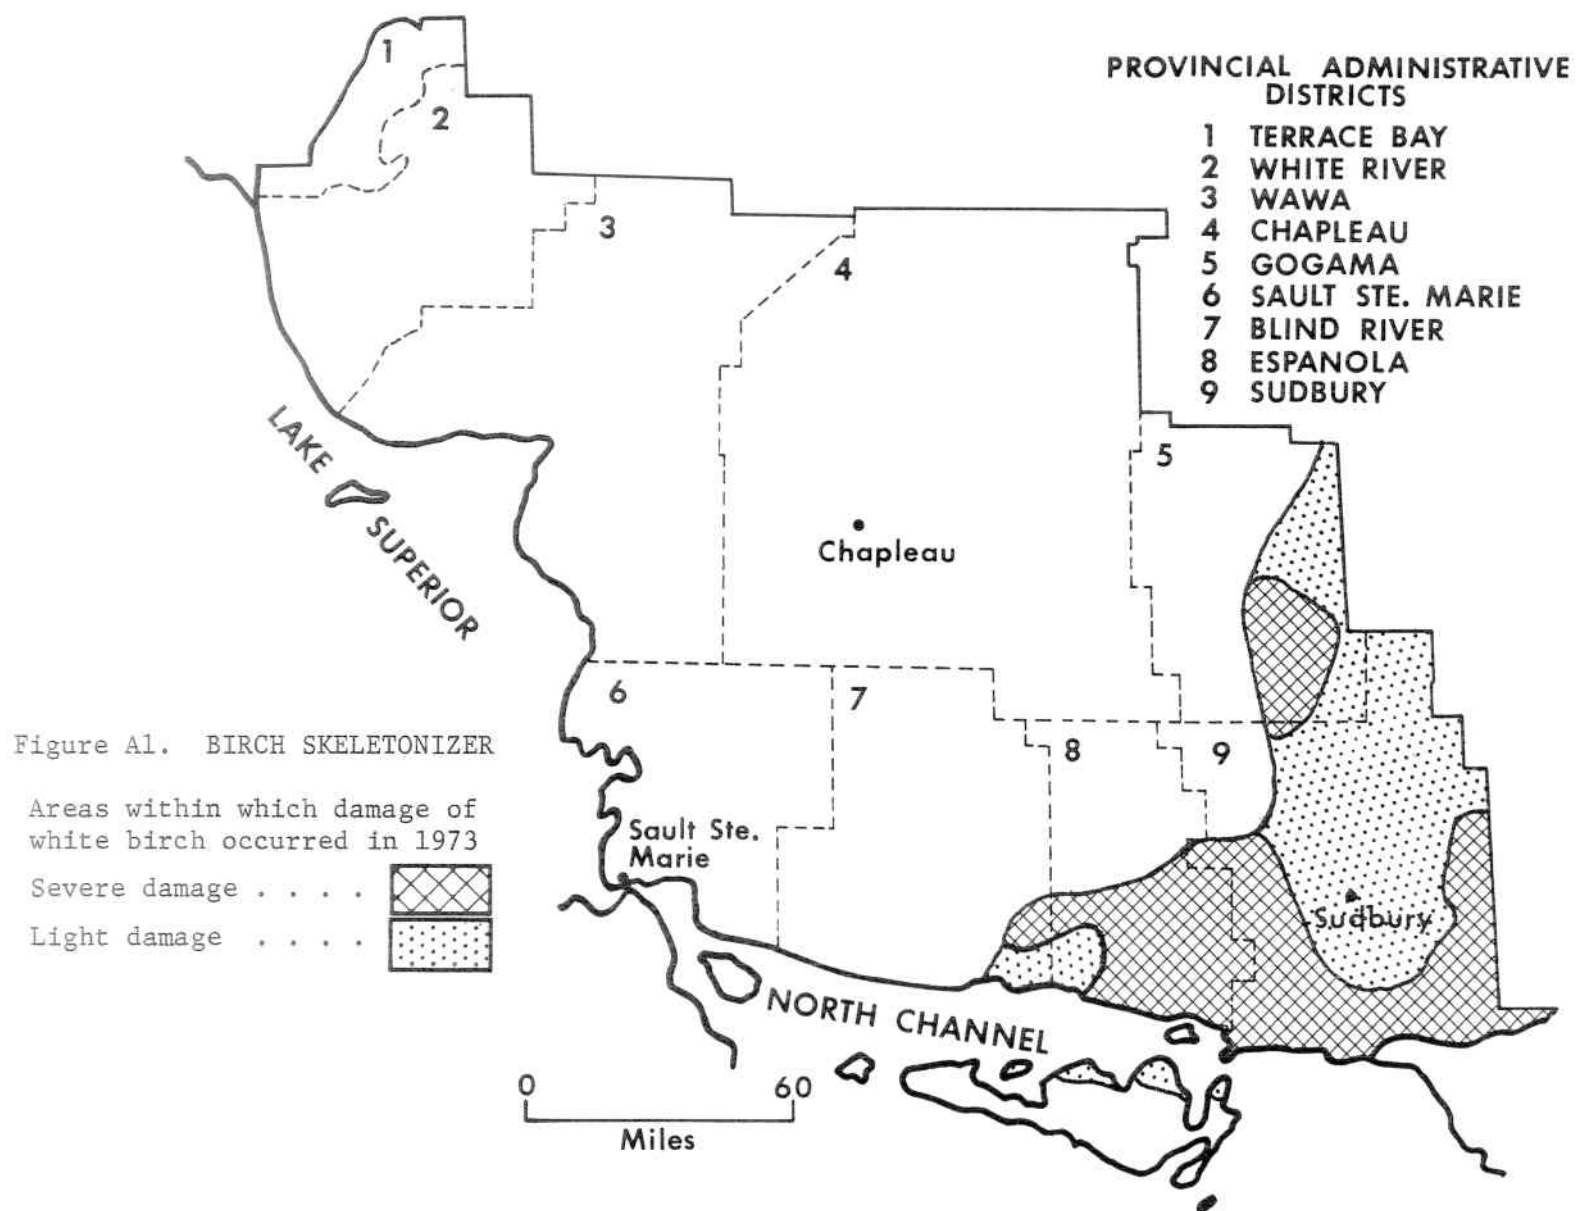 PROVINCIAL ADMINISTRATIVE
DISTRICTS
1 TERRACE BAY
2 WHITE RIVER
3 WAWA
4 CHAPLEAU
5 GOGAMA
6 SAULT STE. MARIE
7 BLIND RIVER
8 ESPANOLA
9 SUDBURY
1
2
3
4
5
LAKE
SUPERIOR
Chapleau
6
7
8
9
Figure A1. BIRCH SKELETONIZER
Areas within which damage of
white birch occurred in 1973
Severe damage . . . .
Light damage . . . .
Sault Ste.
Marie
Sudbury
NORTH CHANNEL
0 60
Miles